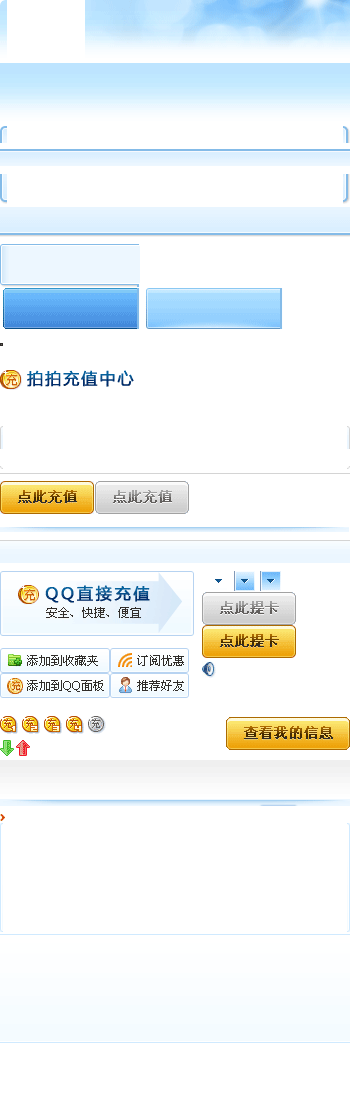 充 拍拍充值中心
点此充值 点此充值
充 QQ直接充值
安全、快捷、便宜
点此提卡
点此提卡
添加到收藏夹 订阅优惠
充 添加到QQ面板 推荐好友
充 充 充 充 充
查看我的信息